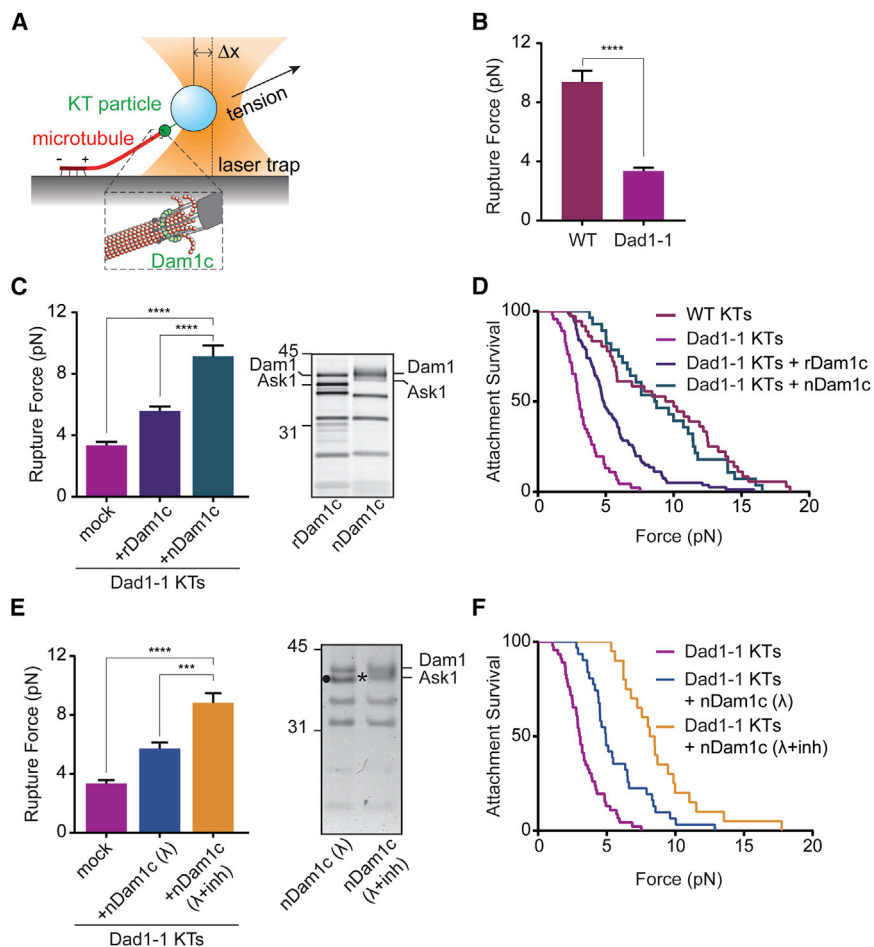 A
Δx
KT particle
tension
microtubule
- +
laser trap
Dam1c
B
Rupture Force (pN)
12
8
4
0
****
WT Dad1-1
C
Rupture Force (pN)
12
8
4
0
****
****
mock
+rDam1c
+nDam1c
Dad1-1 KTs
45
Dam1
Ask1
31
Dam1
Ask1
rDam1c
nDam1c
D
Attachment Survival
100
50
0
0 5 10 15 20
Force (pN)
WT KTs
Dad1-1 KTs
Dad1-1 KTs + rDam1c
Dad1-1 KTs + nDam1c
E
Rupture Force (pN)
12
8
4
0
****
***
mock
+nDam1c (λ)
+nDam1c
(λ+inh)
Dad1-1 KTs
45
31
*
Dam1
Ask1
nDam1c (λ)
nDam1c
(λ+inh)
F
Attachment Survival
100
50
0
0 5 10 15 20
Force (pN)
Dad1-1 KTs
Dad1-1 KTs
+ nDam1c (λ)
Dad1-1 KTs
+ nDam1c (λ+inh)